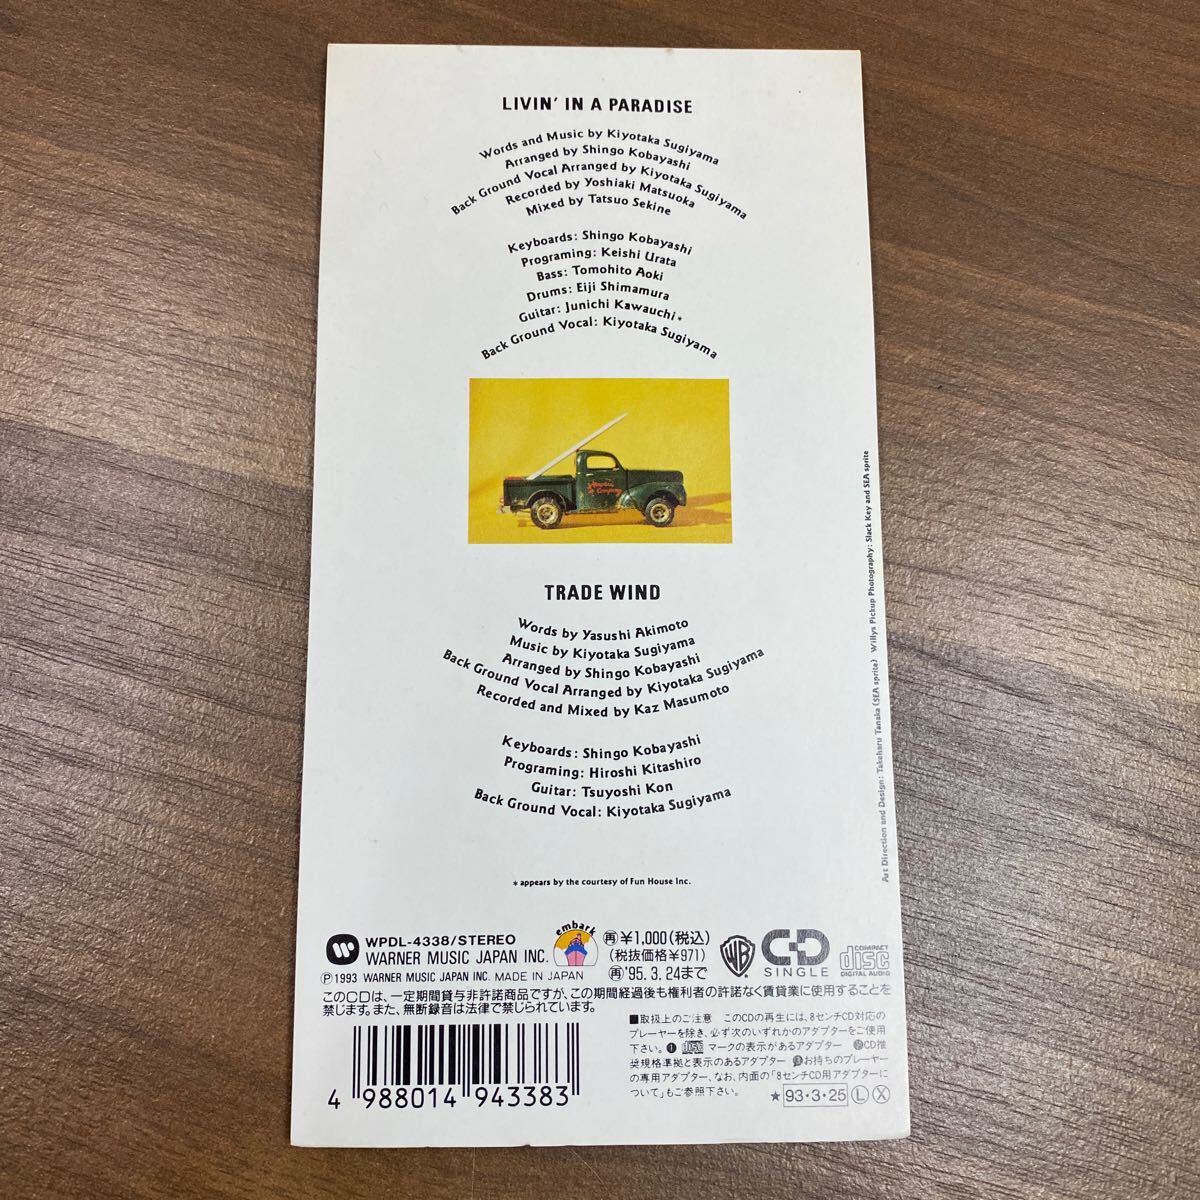 LIVIN' IN A PARADISE
Words and Music by Kiyotaka Sugiyama
Arranged by Shingo Kobayashi
Back Ground Vocal Arranged by Kiyotaka Sugiyama
Recorded by Yoshiaki Matsuoka
Mixed by Tatsuo Sekine
Keyboards: Shingo Kobayashi
Programing: Keishi Urata
Bass: Tomohito Aoki
Drums: Eiji Shimamura
Guitar: Junichi Kawauchi*
Back Ground Vocal: Kiyotaka Sugiyama
& Company
TRADE WIND
Words by Yasushi Akimoto
Music by Kiyotaka Sugiyama
Arranged by Shingo Kobayashi
Back Ground Vocal Arranged by Kiyotaka Sugiyama
Recorded and Mixed by Kaz Masumoto
Keyboards: Shingo Kobayashi
Programing: Hiroshi Kitashiro
Guitar: Tsuyoshi Kon
Back Ground Vocal: Kiyotaka Sugiyama
* appears by the courtesy of Fun House Inc.
Art Direction and Design: Takeharu Tanaka (SEA sprite) Willys Pickup Photography: Slack Key and SEA sprite
WPDL-4338/STEREO
WARNER MUSIC JAPAN INC.
Ⓟ 1993 WARNER MUSIC JAPAN INC. MADE IN JAPAN
embark
再¥1,000(税込)
(税抜価格¥971)
再'95.3.24まで
WB
CD
SINGLE
COMPACT
disc
DIGITAL AUDIO
このCDは、一定期間貸与非許諾商品ですが、この期間経過後も権利者の許諾なく賃貸業に使用することを
禁じます。また、無断録音は法律で禁じられています。
■取扱上のご注意 このCDの再生には、8センチCD対応の
プレーヤーを除き、必ず次のいずれかのアダプターをご使用
下さい。❶ disc マークの表示があるアダプター ❷CD推
奨規格準拠と表示のあるアダプター ❸お持ちのプレーヤー
の専用アダプター、なお、内面の「8センチCD用アダプターに
ついて」もご参照下さい。
★ 93・3・25 Ⓛ Ⓧ
4 988014 943383